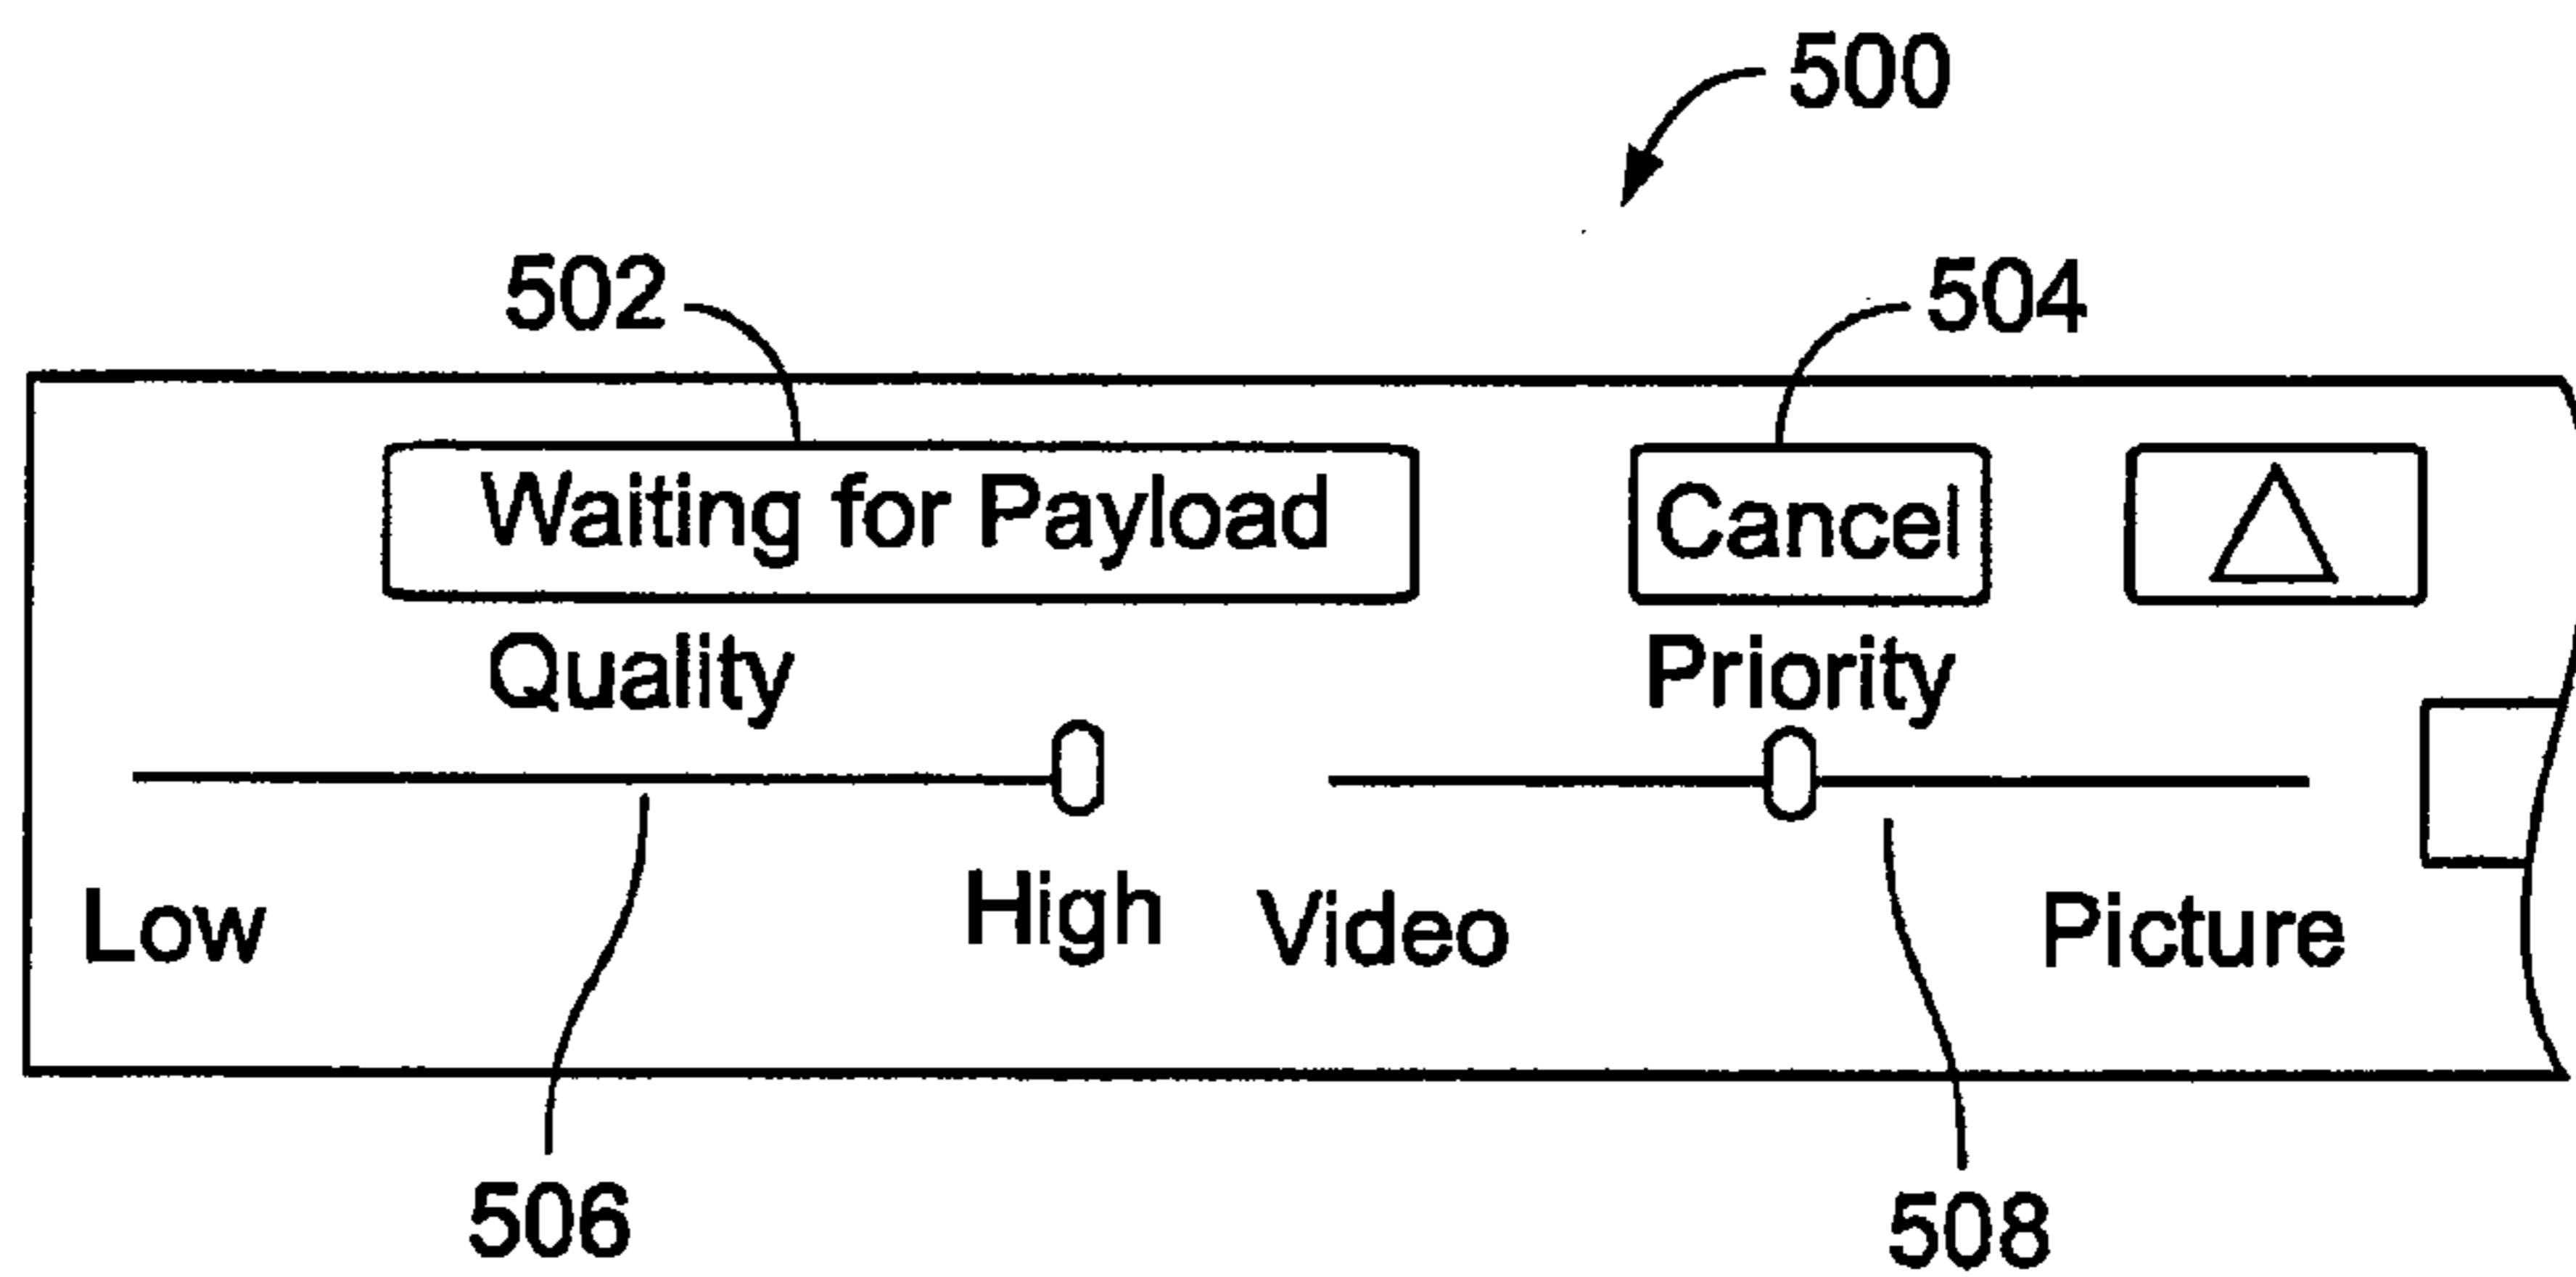 500
502
504
Waiting for Payload
Cancel
Quality
Priority
Low
High
Video
Picture
506
508